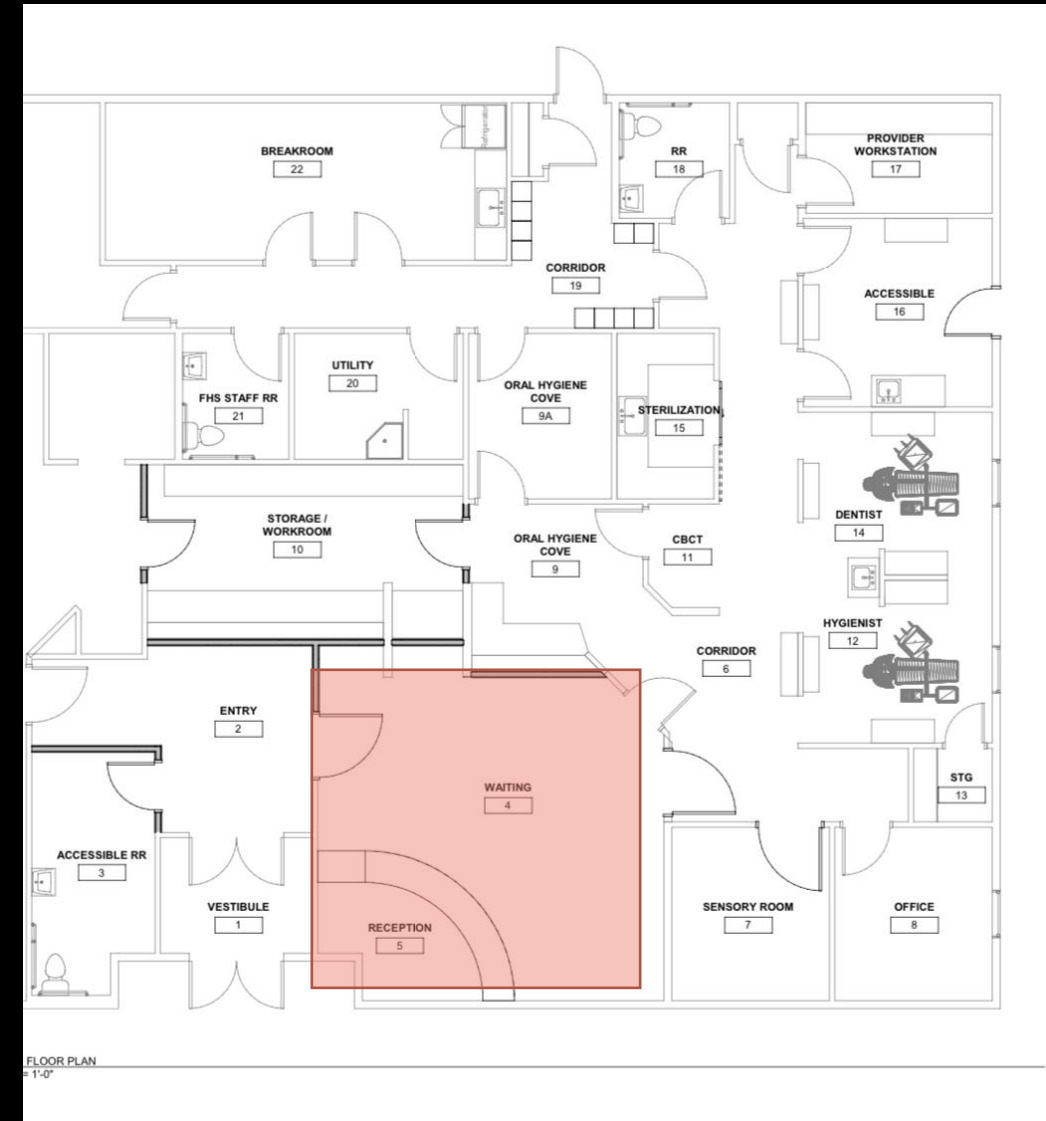 BREAKROOM
22
Refrigerator
RR
18
PROVIDER
WORKSTATION
17
CORRIDOR
19
ACCESSIBLE
16
UTILITY
20
FHS STAFF RR
21
ORAL HYGIENE
COVE
9A
STERILIZATION
15
STORAGE /
WORKROOM
10
ORAL HYGIENE
COVE
9
CBCT
11
DENTIST
14
HYGIENIST
12
CORRIDOR
6
ENTRY
2
WAITING
4
STG
13
ACCESSIBLE RR
3
VESTIBULE
1
RECEPTION
5
SENSORY ROOM
7
OFFICE
8
FLOOR PLAN
= 1'-0"